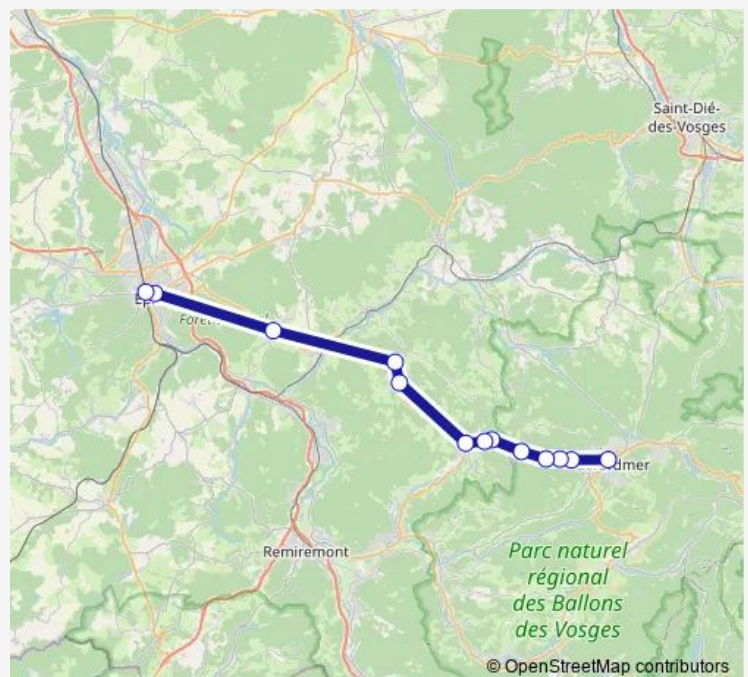 Saint-Dié-
des-Vosges
Remiremont
Parc naturel
régional
des Ballons
des Vosges
© OpenStreetMap contributors